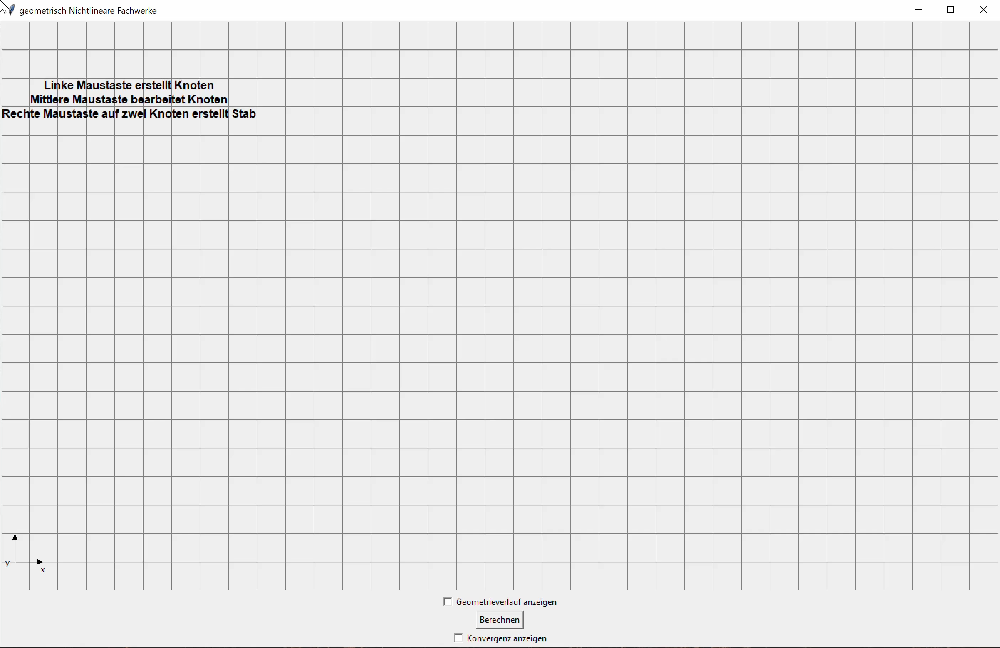 geometrisch Nichtlineare Fachwerke
Linke Maustaste erstellt Knoten
Mittlere Maustaste bearbeitet Knoten
Rechte Maustaste auf zwei Knoten erstellt Stab
y
x
Geometrieverlauf anzeigen
Berechnen
Konvergenz anzeigen